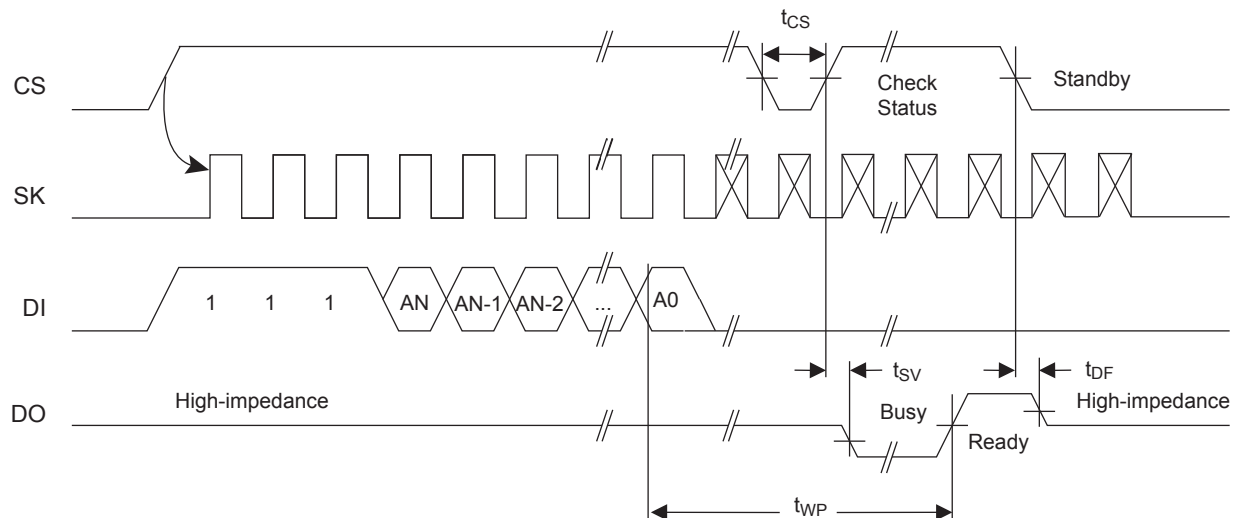 tCS
CS
Check
Status
Standby
SK
DI
1 1 1 AN AN-1 AN-2 ... A0
tSV
tDF
DO
High-impedance
Busy
Ready
High-impedance
tWP